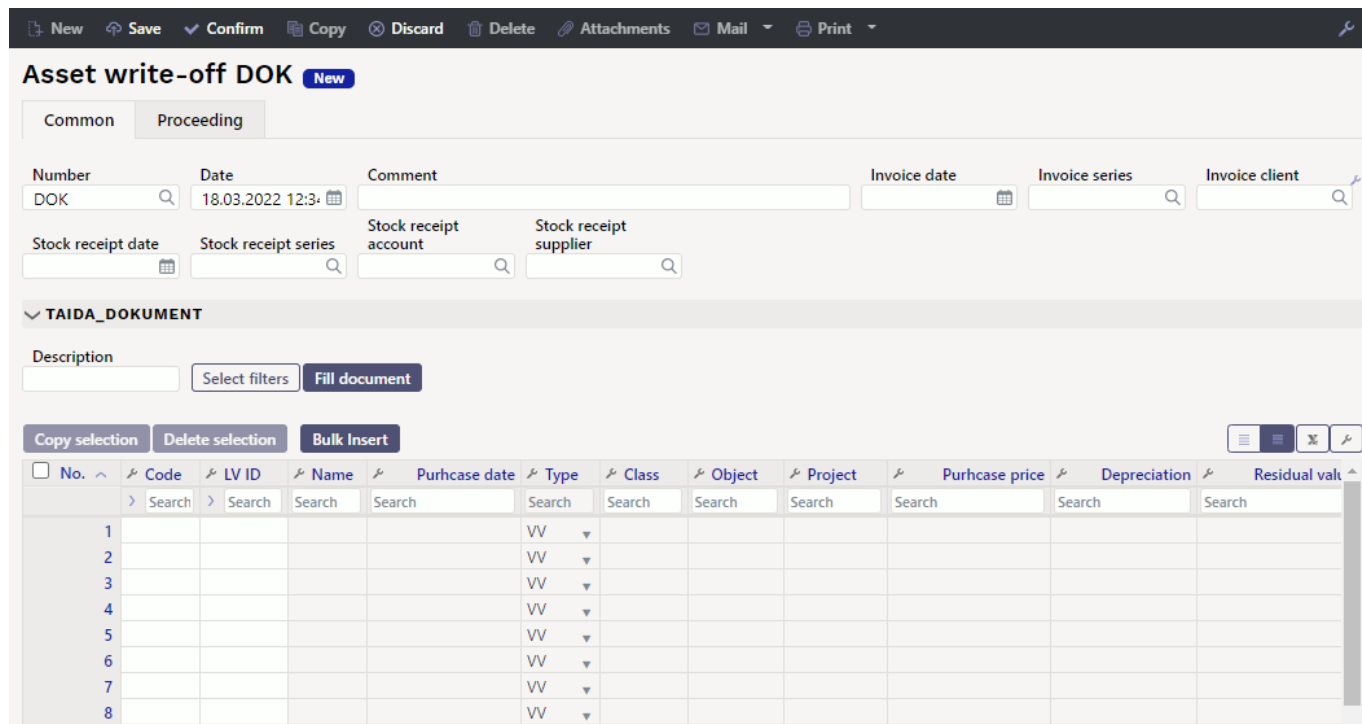 New Save Confirm Copy Discard Delete Attachments Mail Print
Asset write-off DOK New
Common Proceeding
Number Date Comment Invoice date Invoice series Invoice client
DOK 18.03.2022 12:34
Stock receipt date Stock receipt series Stock receipt account Stock receipt supplier
TAIDA_DOKUMENT
Description
Select filters Fill document
Copy selection Delete selection Bulk Insert
No. Code LV ID Name Purhcase date Type Class Object Project Purhcase price Depreciation Residual valu
Search Search Search Search Search Search Search Search Search Search Search
1 VV
2 VV
3 VV
4 VV
5 VV
6 VV
7 VV
8 VV